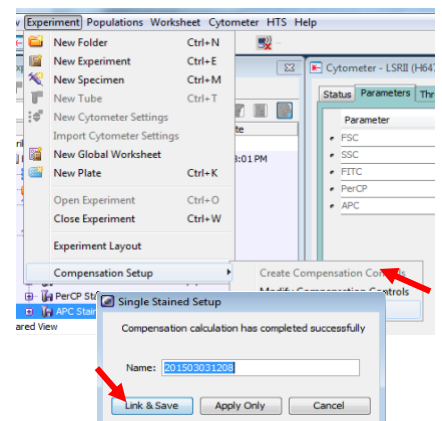 Experiment Populations Worksheet Cytometer HTS Help
New Folder Ctrl+N
New Experiment Ctrl+E
New Specimen Ctrl+M
New Tube Ctrl+T
New Cytometer Settings
Import Cytometer Settings
New Global Worksheet
New Plate Ctrl+K
Open Experiment Ctrl+O
Close Experiment Ctrl+W
Experiment Layout
Compensation Setup
Create Compensation Controls
Compensation Controls
Cytometer - LSRII (H647
Status Parameters Thr
Parameter
FSC
SSC
FITC
PerCP
APC
3:01 PM
PerCP St
APC Stain
ared View
Single Stained Setup
Compensation calculation has completed successfully
Name: 201503031208
Link & Save Apply Only Cancel